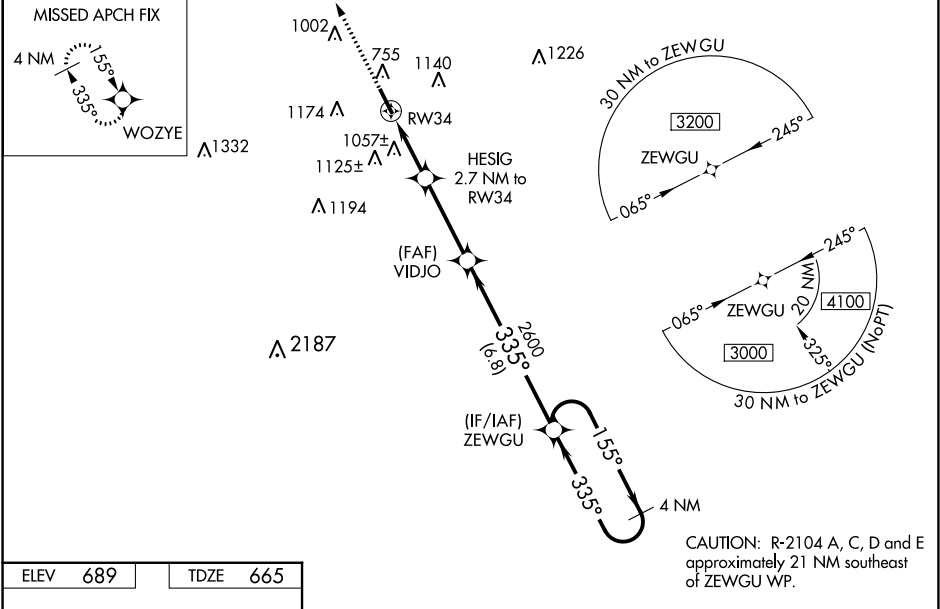 MISSED APCH FIX
4 NM
155°
335°
WOZYE
1002
755
1140
1226
1174
RW34
1332
1057±
1125±
HESIG
2.7 NM to
RW34
1194
(FAF)
VIDJO
2187
2600
335°
(6.8)
(IF/IAF)
ZEWGU
155°
335°
4 NM
30 NM to ZEWGU
3200
245°
ZEWGU
065°
245°
20 NM
065°
ZEWGU
4100
325°
3000
30 NM to ZEWGU (NoPT)
CAUTION: R-2104 A, C, D and E
approximately 21 NM southeast
of ZEWGU WP.
ELEV 689
TDZE 665